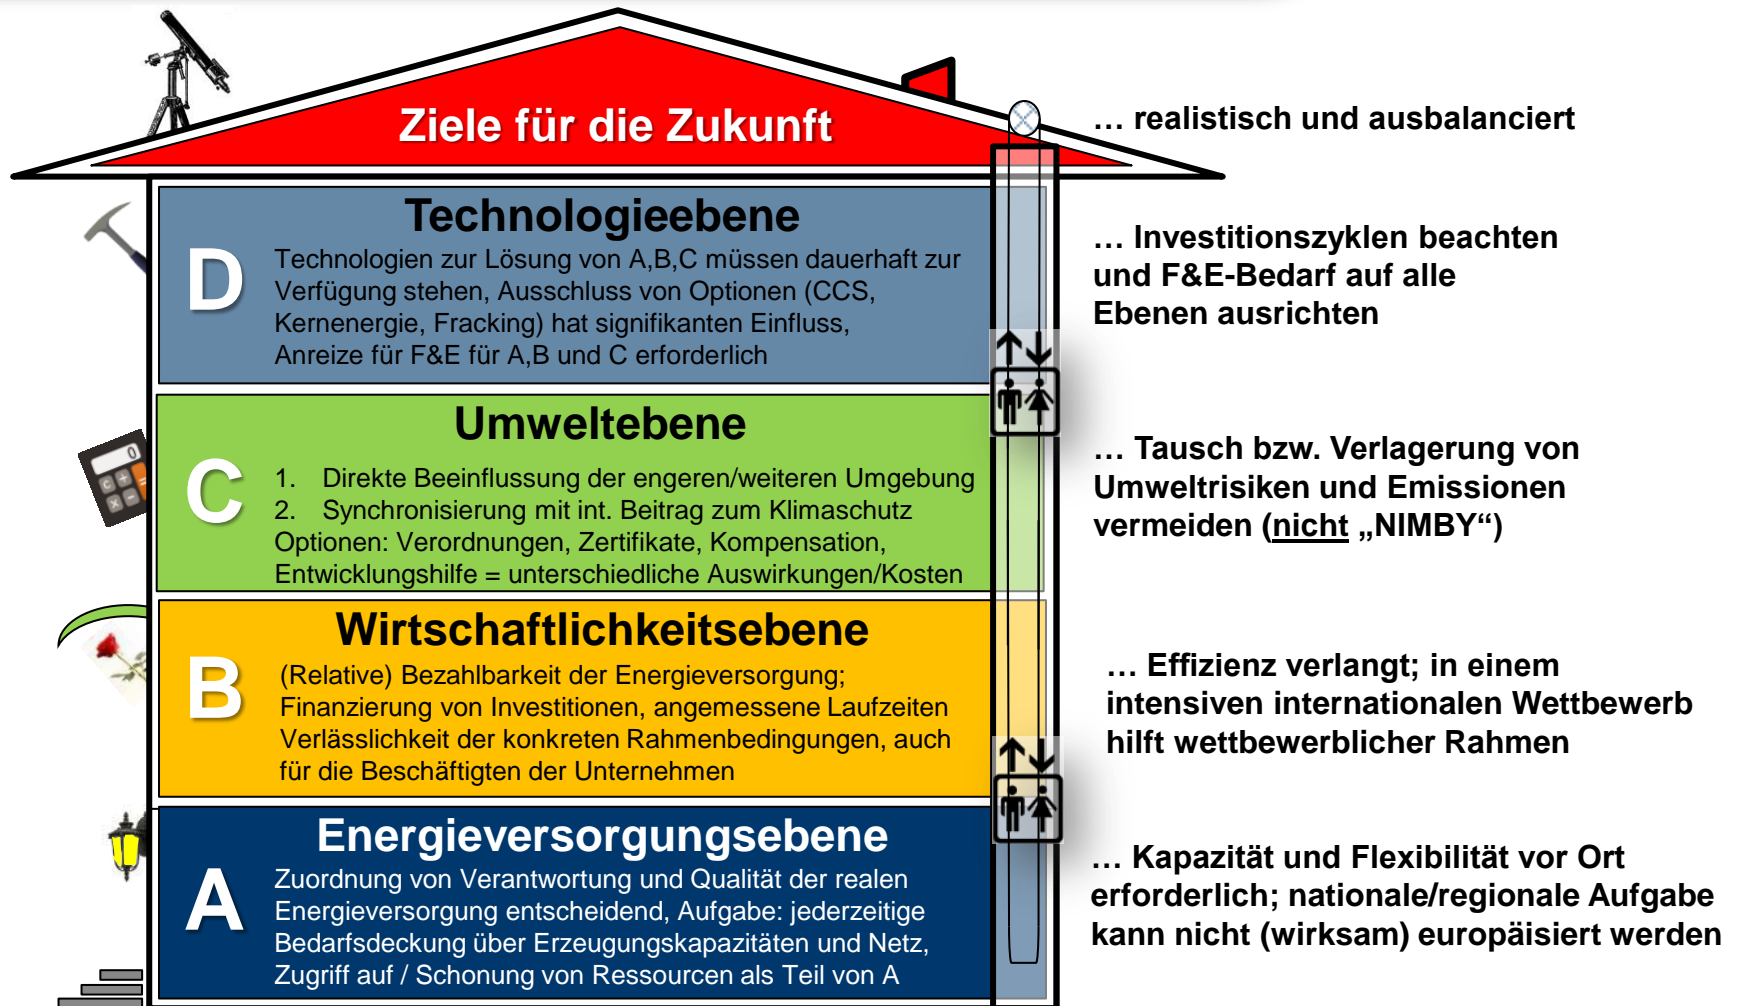 Ziele für die Zukunft
… realistisch und ausbalanciert
Technologieebene
D
Technologien zur Lösung von A,B,C müssen dauerhaft zur
Verfügung stehen, Ausschluss von Optionen (CCS,
Kernenergie, Fracking) hat signifikanten Einfluss,
Anreize für F&E für A,B und C erforderlich
… Investitionszyklen beachten
und F&E-Bedarf auf alle
Ebenen ausrichten
Umweltebene
C
1. Direkte Beeinflussung der engeren/weiteren Umgebung
2. Synchronisierung mit int. Beitrag zum Klimaschutz
Optionen: Verordnungen, Zertifikate, Kompensation,
Entwicklungshilfe = unterschiedliche Auswirkungen/Kosten
… Tausch bzw. Verlagerung von
Umweltrisiken und Emissionen
vermeiden (nicht „NIMBY“)
Wirtschaftlichkeitsebene
B
(Relative) Bezahlbarkeit der Energieversorgung;
Finanzierung von Investitionen, angemessene Laufzeiten
Verlässlichkeit der konkreten Rahmenbedingungen, auch
für die Beschäftigten der Unternehmen
… Effizienz verlangt; in einem
intensiven internationalen Wettbewerb
hilft wettbewerblicher Rahmen
Energieversorgungsebene
A
Zuordnung von Verantwortung und Qualität der realen
Energieversorgung entscheidend, Aufgabe: jederzeitige
Bedarfsdeckung über Erzeugungskapazitäten und Netz,
Zugriff auf / Schonung von Ressourcen als Teil von A
… Kapazität und Flexibilität vor Ort
erforderlich; nationale/regionale Aufgabe
kann nicht (wirksam) europäisiert werden